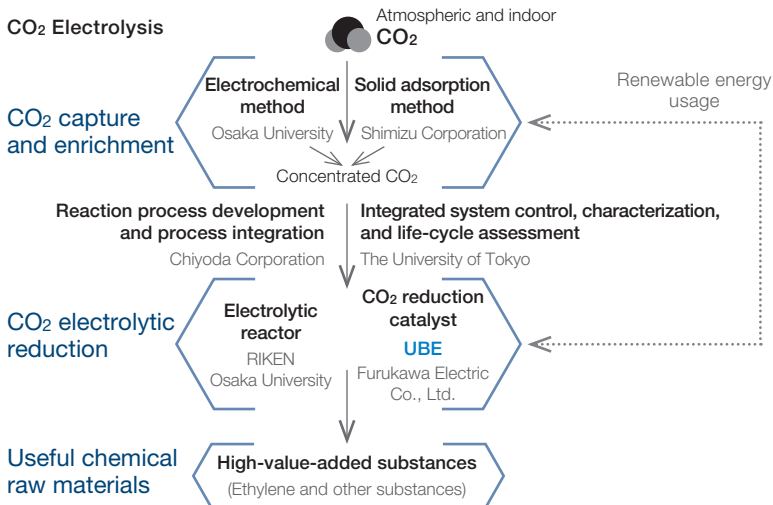 CO2 Electrolysis
Atmospheric and indoor
CO2
CO2 capture
and enrichment
Electrochemical
method
Osaka University
Solid adsorption
method
Shimizu Corporation
Concentrated CO2
Renewable energy
usage
Reaction process development
and process integration
Chiyoda Corporation
Integrated system control, characterization,
and life-cycle assessment
The University of Tokyo
CO2 electrolytic
reduction
Electrolytic
reactor
RIKEN
Osaka University
CO2 reduction
catalyst
UBE
Furukawa Electric
Co., Ltd.
Useful chemical
raw materials
High-value-added substances
(Ethylene and other substances)